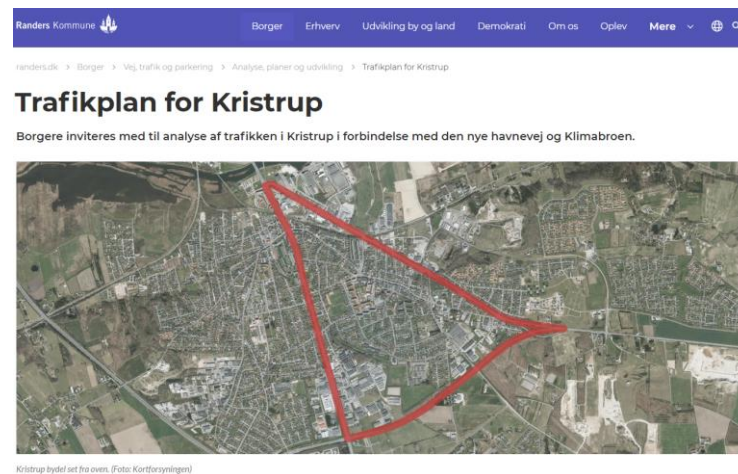 Randers Kommune
Borger Erhverv Udvikling by og land Demokrati Om os Oplev Mere
randers.dk > Borger > Vej, trafik og parkering > Analyse, planer og udvikling > Trafikplan for Kristrup
Trafikplan for Kristrup
Borgere inviteres med til analyse af trafikken i Kristrup i forbindelse med den nye havnevej og Klimabroen.
Kristrup bydel set fra oven. (Foto: Kortforsyningen)